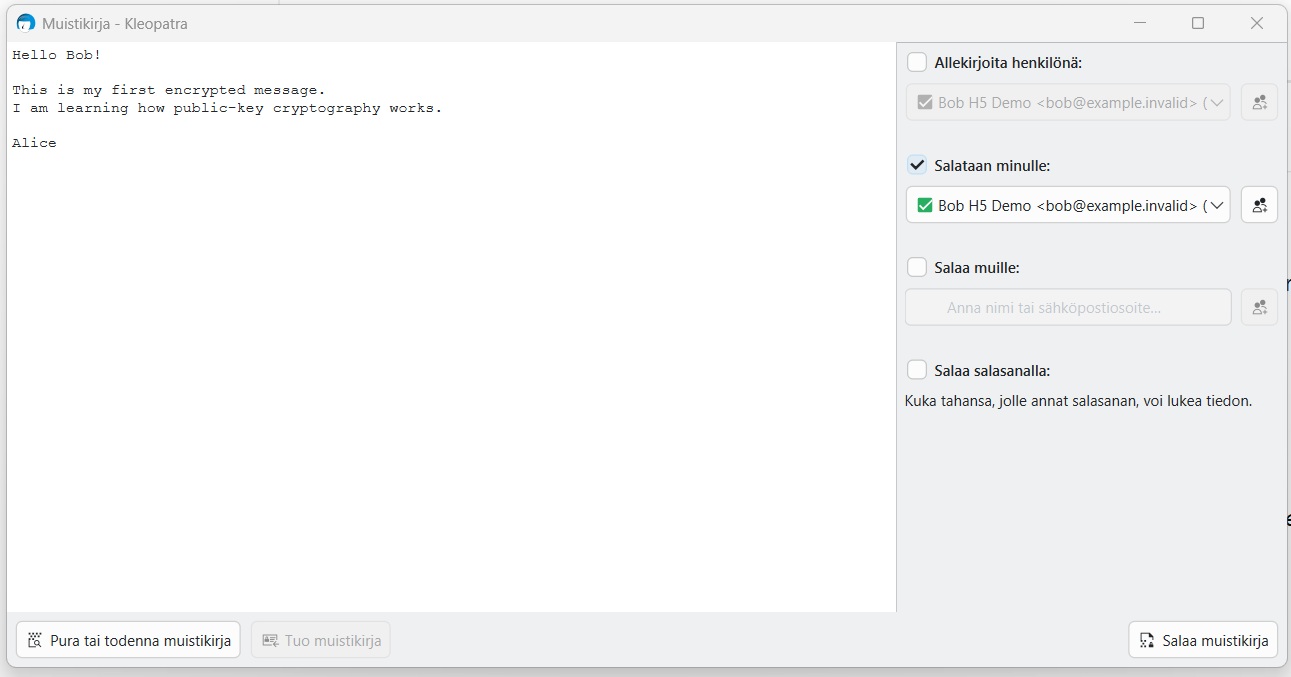 Muistikirja - Kleopatra
Hello Bob!
This is my first encrypted message.
I am learning how public-key cryptography works.
Alice
Allekirjoita henkilönä:
Bob H5 Demo <bob@example.invalid> (
Salataan minulle:
Bob H5 Demo <bob@example.invalid> (
Salaa muille:
Anna nimi tai sähköpostiosoite...
Salaa salasanalla:
Kuka tahansa, jolle annat salasanan, voi lukea tiedon.
Pura tai todenna muistikirja
Tuo muistikirja
Salaa muistikirja